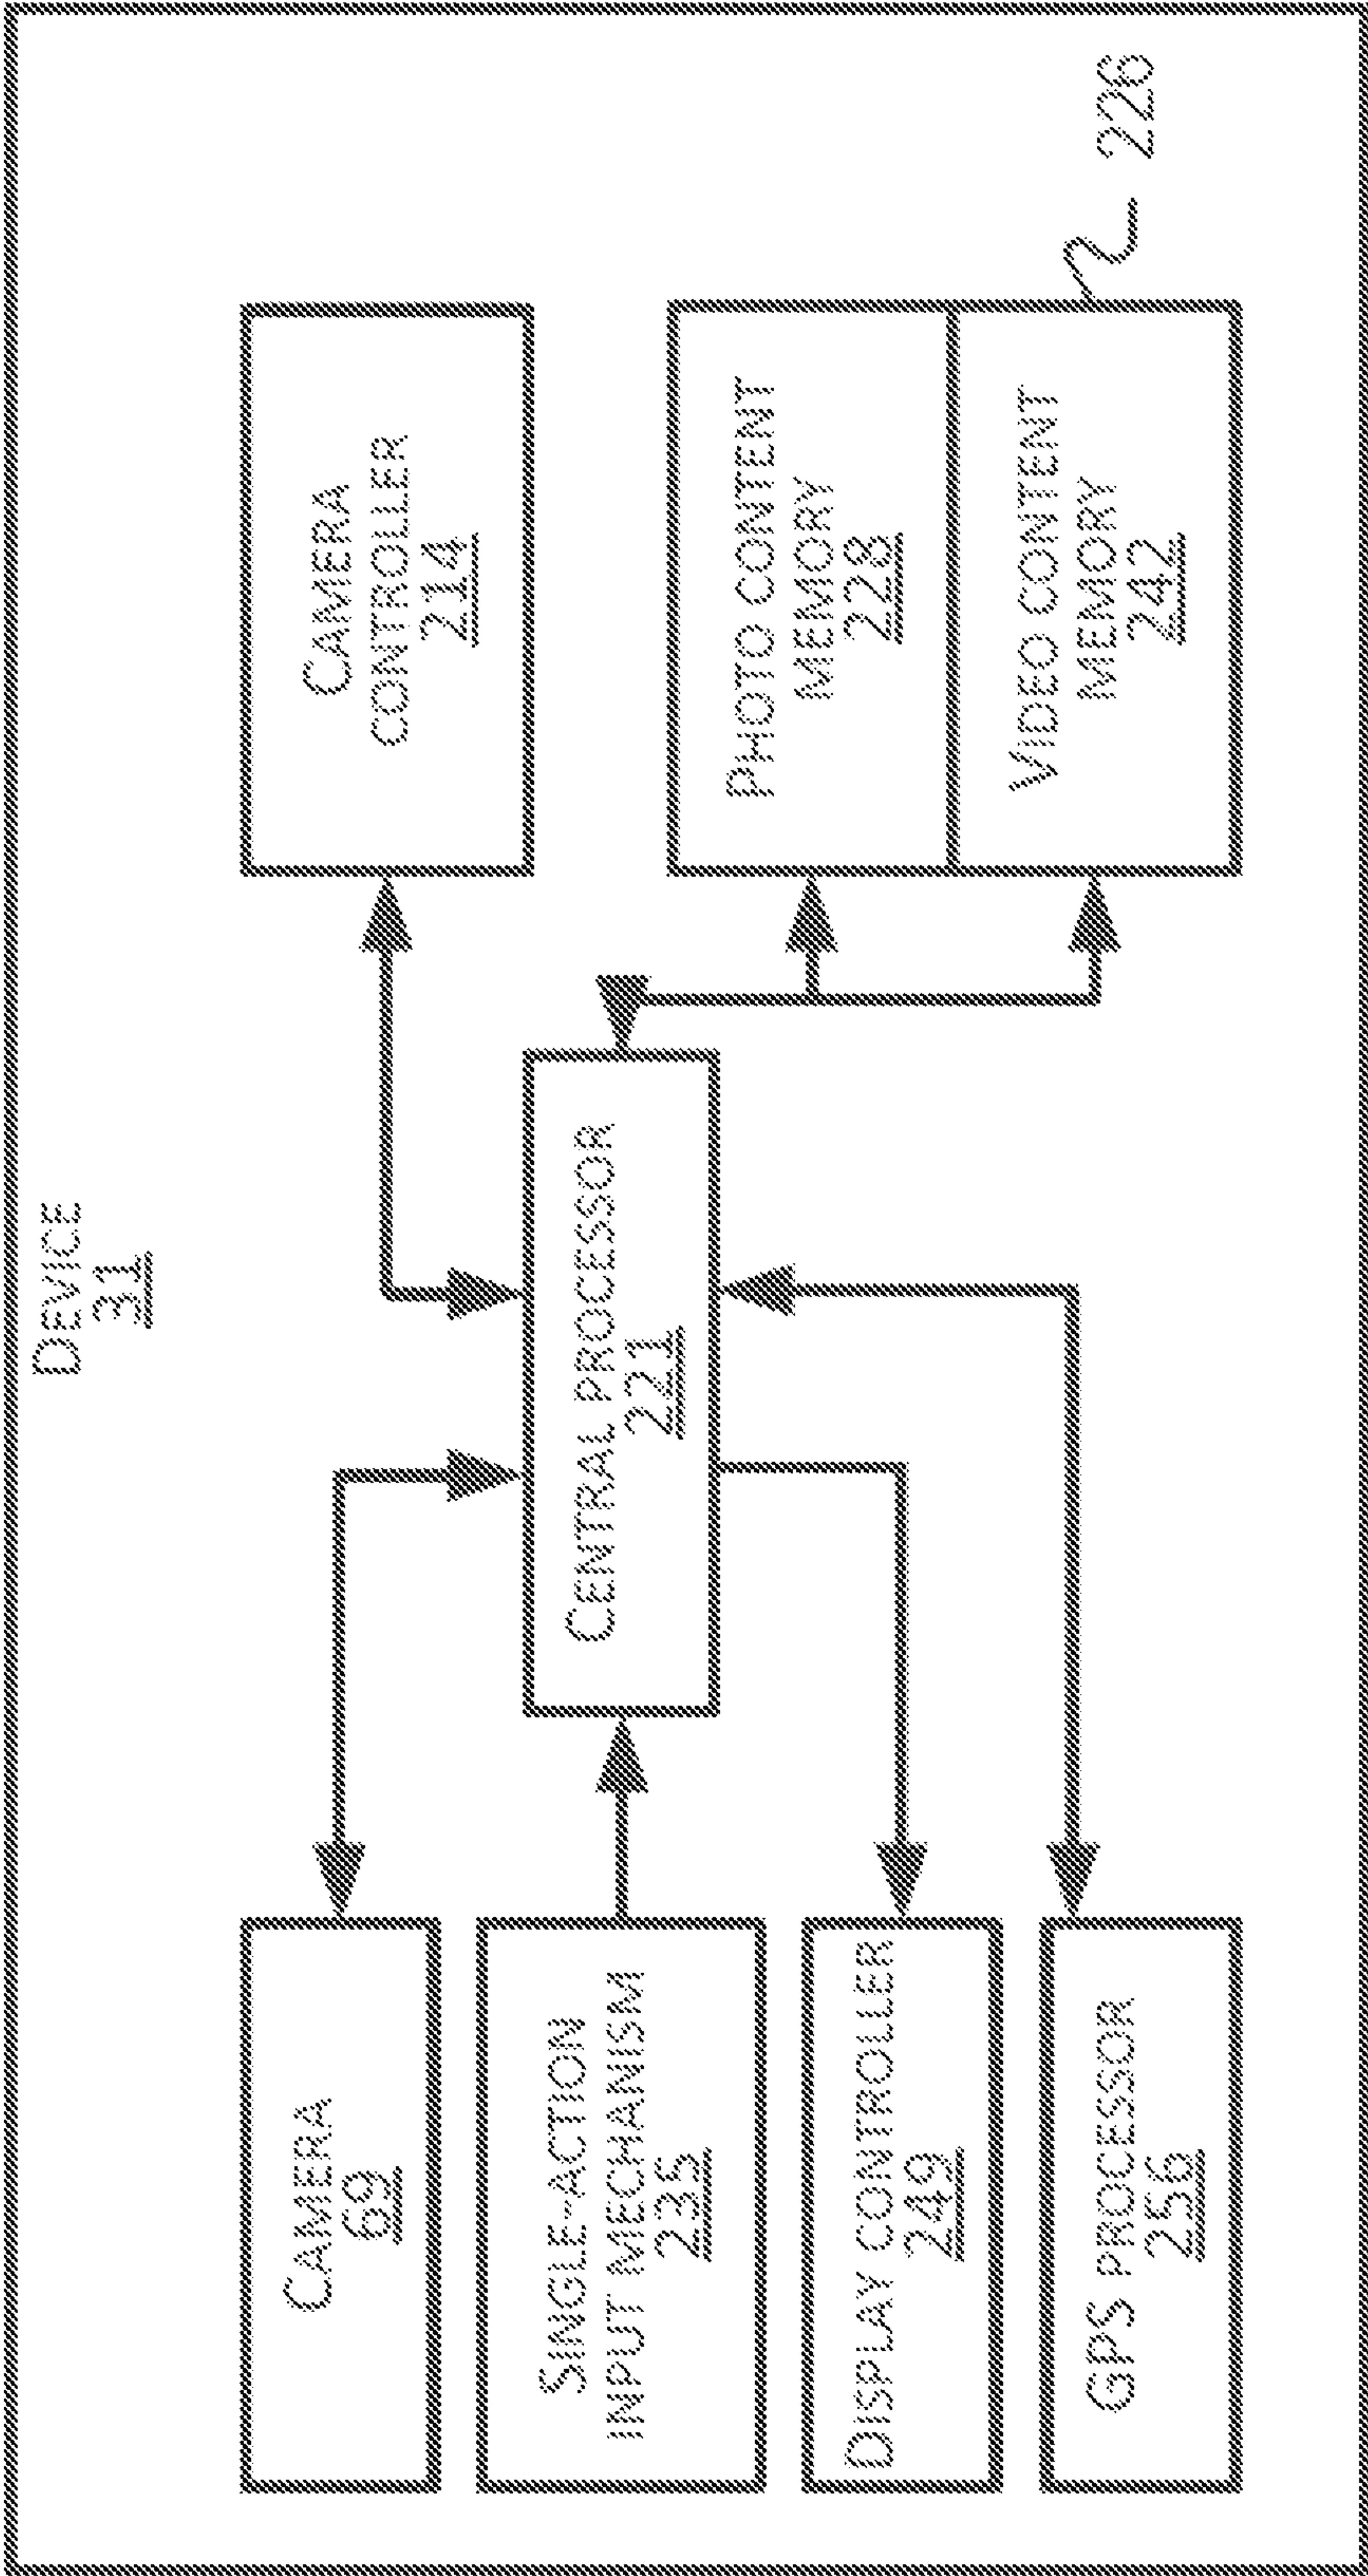 DEVICE
31
CAMERA
69
SINGLE-ACTION
INPUT MECHANISM
235
DISPLAY CONTROLLER
249
GPS PROCESSOR
256
CENTRAL PROCESSOR
221
CAMERA
CONTROLLER
214
PHOTO CONTENT
MEMORY
228
VIDEO CONTENT
MEMORY
242
226